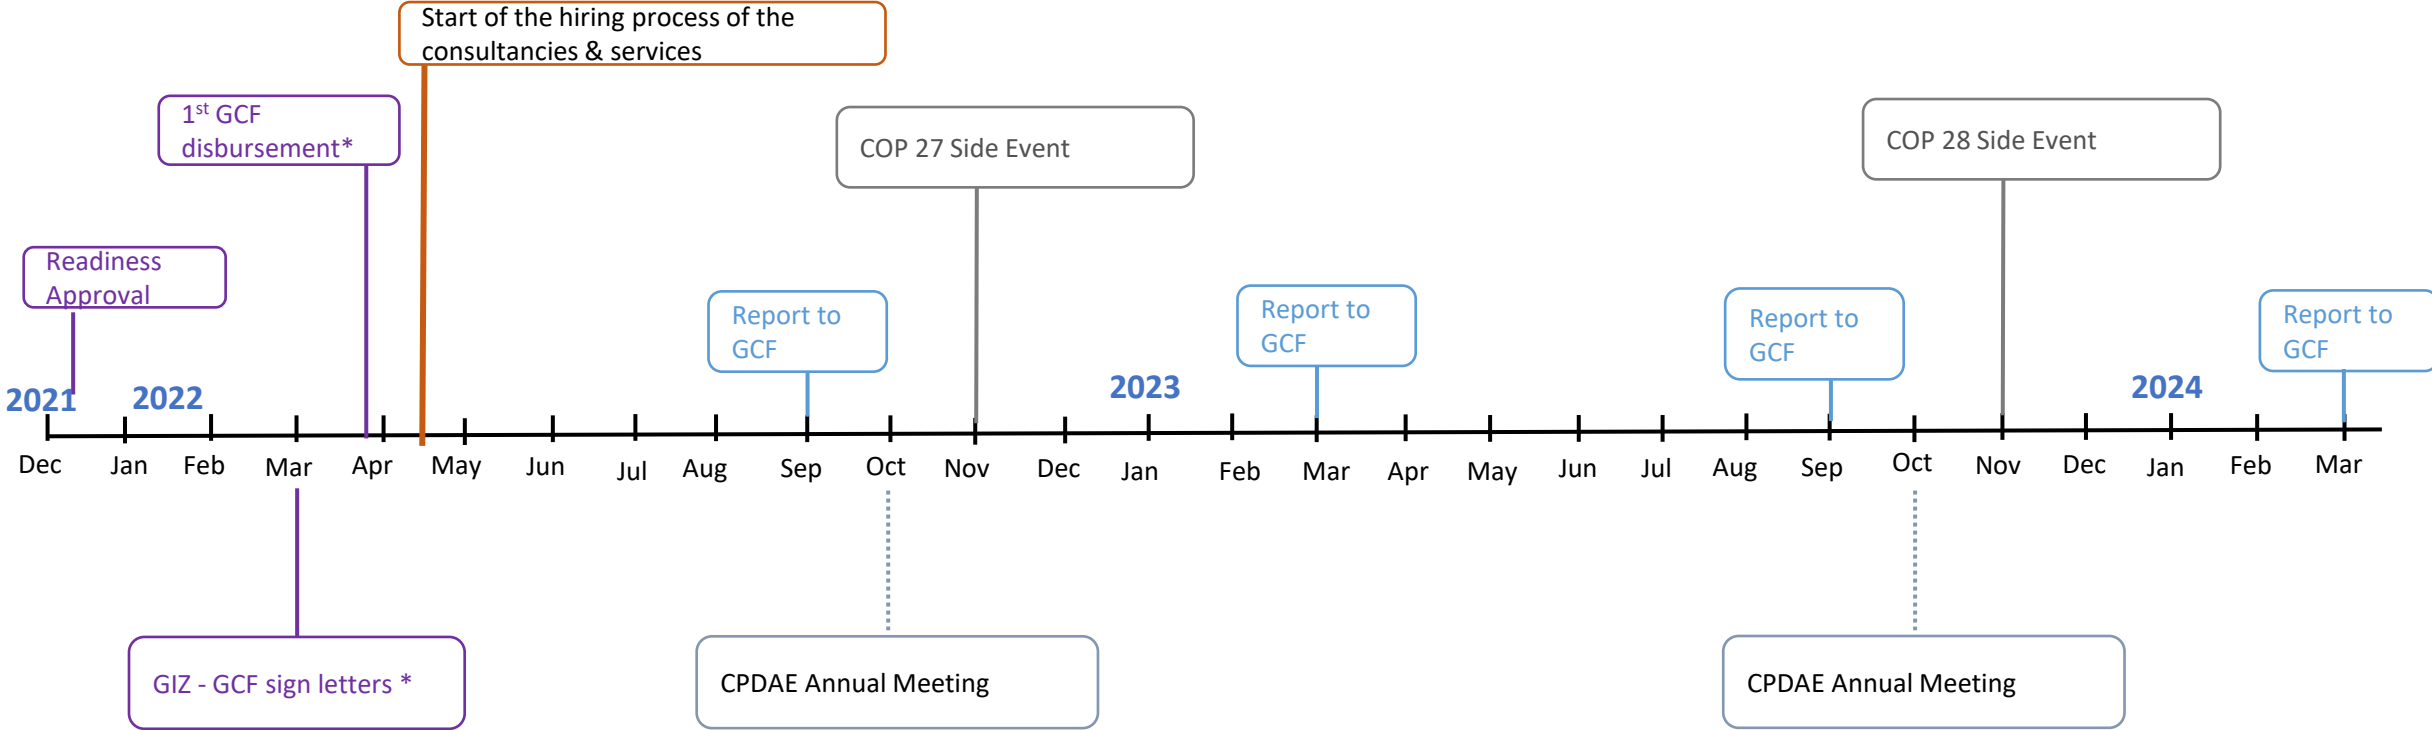 Start of the hiring process of the
consultancies & services
1st GCF
disbursement*
COP 27 Side Event
COP 28 Side Event
Readiness
Approval
Report to
GCF
Report to
GCF
Report to
GCF
Report to
GCF
2021 2022 2023 2024
Dec Jan Feb Mar Apr May Jun Jul Aug Sep Oct Nov Dec Jan Feb Mar Apr May Jun Jul Aug Sep Oct Nov Dec Jan Feb Mar
GIZ - GCF sign letters *
CPDAE Annual Meeting
CPDAE Annual Meeting